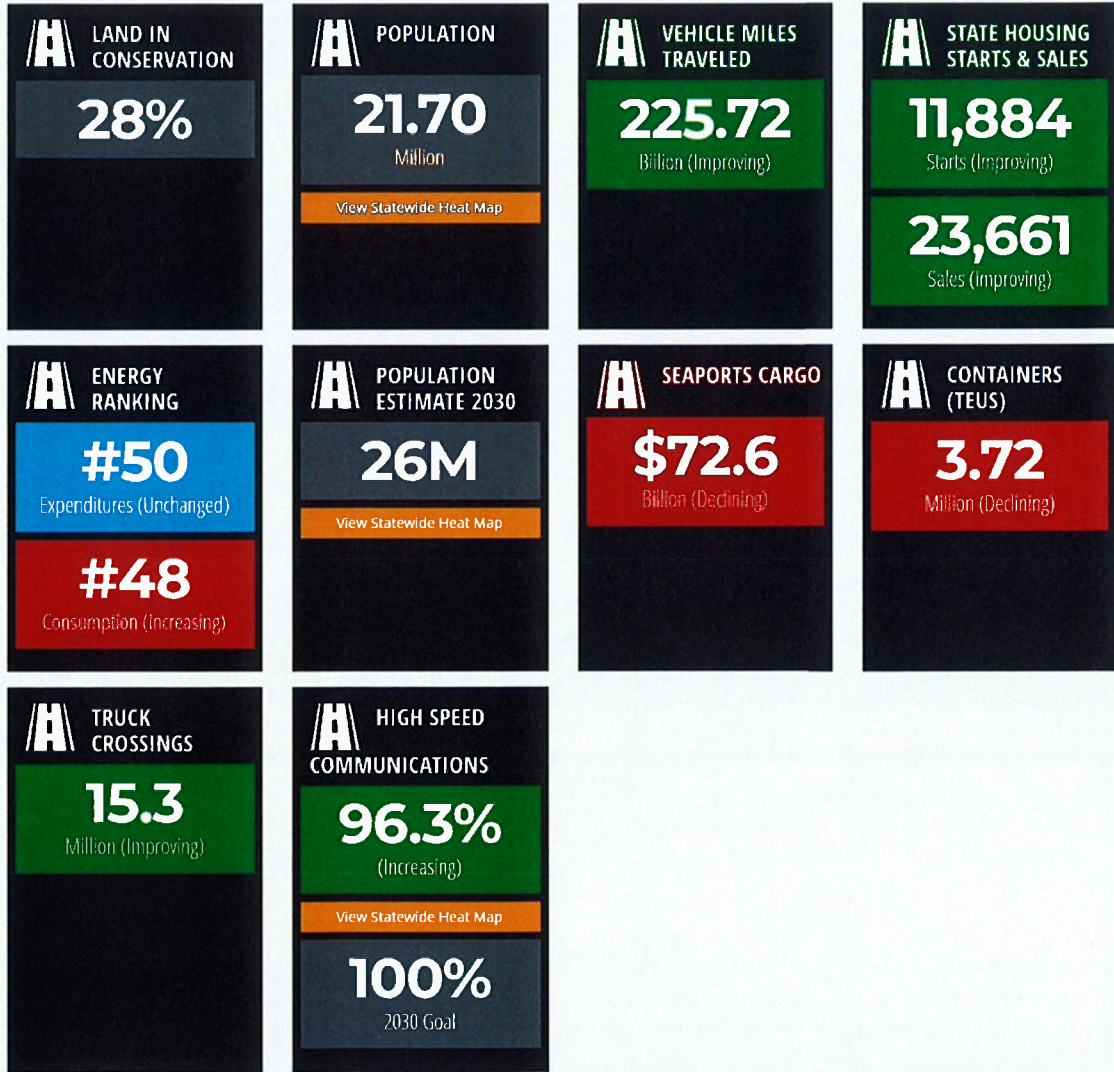 LAND IN
CONSERVATION
28%
POPULATION
21.70
Million
View Statewide Heat Map
VEHICLE MILES
TRAVELED
225.72
Billion (Improving)
STATE HOUSING
STARTS & SALES
11,884
Starts (Improving)
23,661
Sales (Improving)
ENERGY
RANKING
#50
Expenditures (Unchanged)
#48
Consumption (Increasing)
POPULATION
ESTIMATE 2030
26M
View Statewide Heat Map
SEAPORTS CARGO
$72.6
Billion (Declining)
CONTAINERS
(TEUS)
3.72
Million (Declining)
TRUCK
CROSSINGS
15.3
Million (Improving)
HIGH SPEED
COMMUNICATIONS
96.3%
(Increasing)
View Statewide Heat Map
100%
2030 Goal